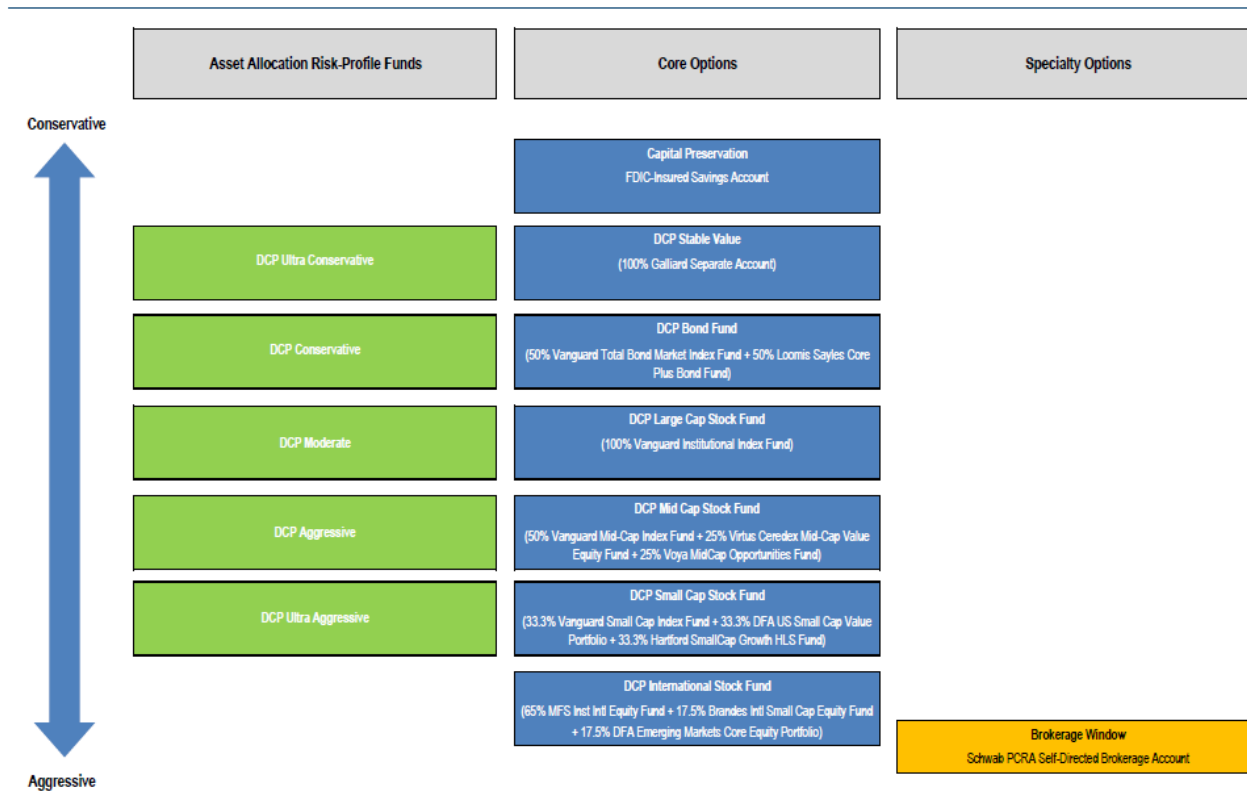 Asset Allocation Risk-Profile Funds
Core Options
Specialty Options
Conservative
Capital Preservation
FDIC-Insured Savings Account
DCP Ultra Conservative
DCP Stable Value
(100% Galliard Separate Account)
DCP Conservative
DCP Bond Fund
(50% Vanguard Total Bond Market Index Fund + 50% Loomis Sayles Core
Plus Bond Fund)
DCP Moderate
DCP Large Cap Stock Fund
(100% Vanguard Institutional Index Fund)
DCP Aggressive
DCP Mid Cap Stock Fund
(50% Vanguard Mid-Cap Index Fund + 25% Virtus Ceredex Mid-Cap Value
Equity Fund + 25% Voya MidCap Opportunities Fund)
DCP Ultra Aggressive
DCP Small Cap Stock Fund
(33.3% Vanguard Small Cap Index Fund + 33.3% DFA US Small Cap Value
Portfolio + 33.3% Hartford SmallCap Growth HLS Fund)
DCP International Stock Fund
(65% MFS Inst Intl Equity Fund + 17.5% Brandes Intl Small Cap Equity Fund
+ 17.5% DFA Emerging Markets Core Equity Portfolio)
Brokerage Window
Schwab PCRA Self-Directed Brokerage Account
Aggressive